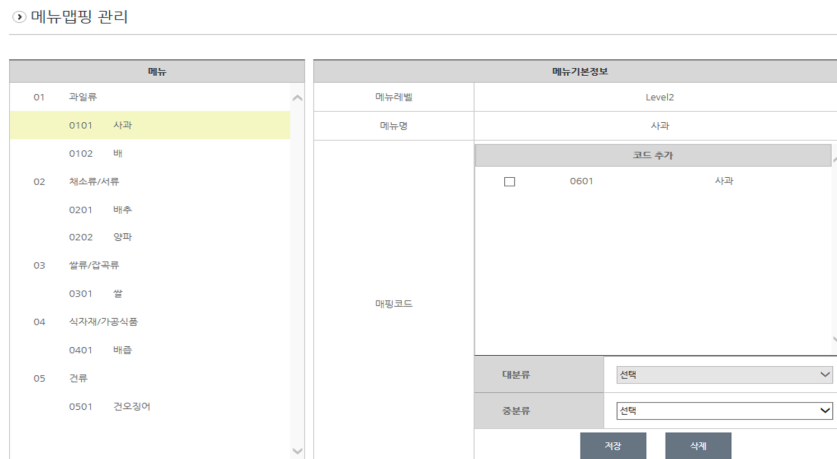 메뉴맵핑 관리
메뉴
01 과일류
0101 사과
0102 배
02 채소류/서류
0201 배추
0202 양파
03 쌀류/잡곡류
0301 쌀
04 식자재/가공식품
0401 배즙
05 건류
0501 건오징어
메뉴기본정보
메뉴레벨 Level2
메뉴명 사과
매핑코드
코드 추가
0601 사과
대분류 선택
중분류 선택
저장 삭제